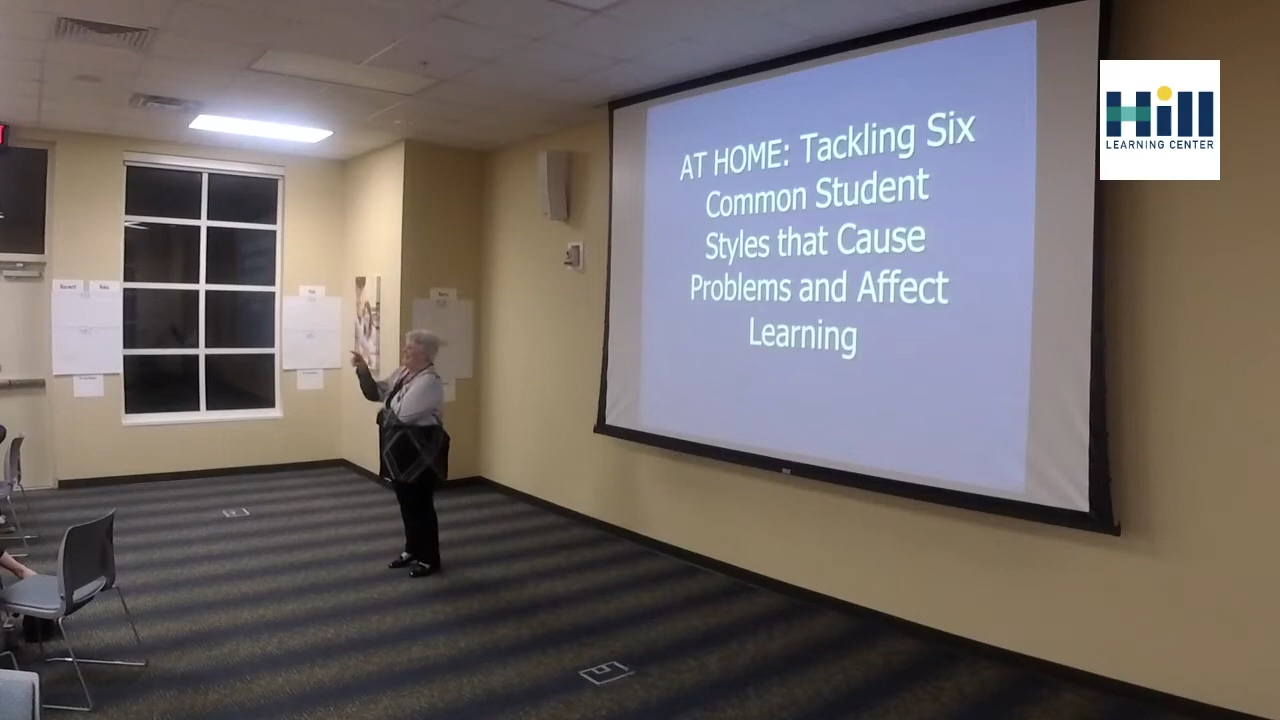 AT HOME: Tackling Six
Common Student
Styles that Cause
Problems and Affect
Learning
Hill
LEARNING CENTER